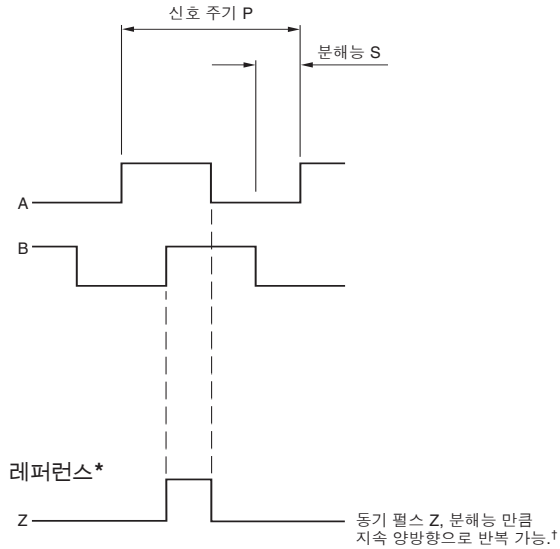 신호 주기 P
분해능 S
A
B
레퍼런스*
Z
동기 펄스 Z, 분해능 만큼
지속 양방향으로 반복 가능.†